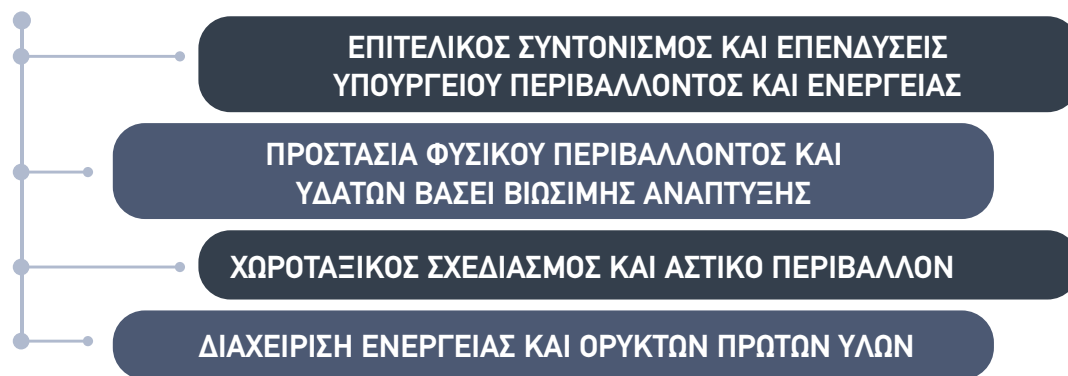 ΕΠΙΤΕΛΙΚΟΣ ΣΥΝΤΟΝΙΣΜΟΣ ΚΑΙ ΕΠΕΝΔΥΣΕΙΣ
ΥΠΟΥΡΓΕΙΟΥ ΠΕΡΙΒΑΛΛΟΝΤΟΣ ΚΑΙ ΕΝΕΡΓΕΙΑΣ
ΠΡΟΣΤΑΣΙΑ ΦΥΣΙΚΟΥ ΠΕΡΙΒΑΛΛΟΝΤΟΣ ΚΑΙ
ΥΔΑΤΩΝ ΒΑΣΕΙ ΒΙΩΣΙΜΗΣ ΑΝΑΠΤΥΞΗΣ
ΧΩΡΟΤΑΞΙΚΟΣ ΣΧΕΔΙΑΣΜΟΣ ΚΑΙ ΑΣΤΙΚΟ ΠΕΡΙΒΑΛΛΟΝ
ΔΙΑΧΕΙΡΙΣΗ ΕΝΕΡΓΕΙΑΣ ΚΑΙ ΟΡΥΚΤΩΝ ΠΡΩΤΩΝ ΥΛΩΝ